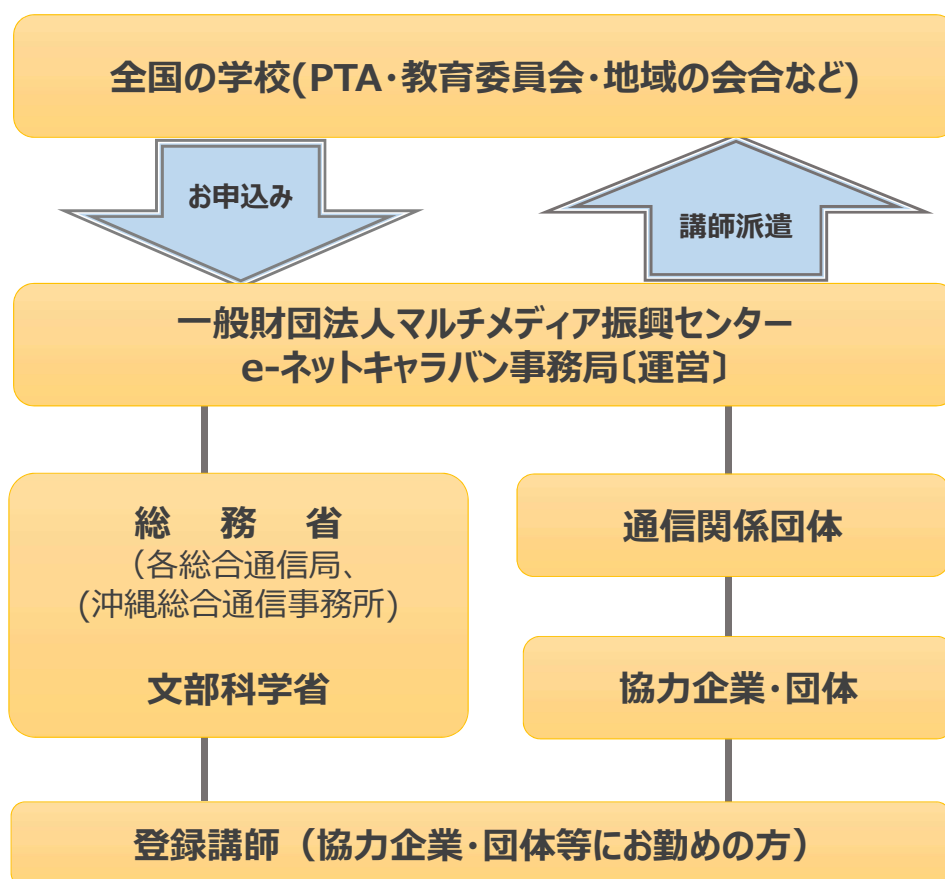 全国の学校(PTA・教育委員会・地域の会合など)
お申込み
講師派遣
一般財団法人マルチメディア振興センター
e-ネットキャラバン事務局〔運営〕
総　務　省
（各総合通信局、
(沖縄総合通信事務所)
文部科学省
通信関係団体
協力企業・団体
登録講師（協力企業・団体等にお勤めの方）